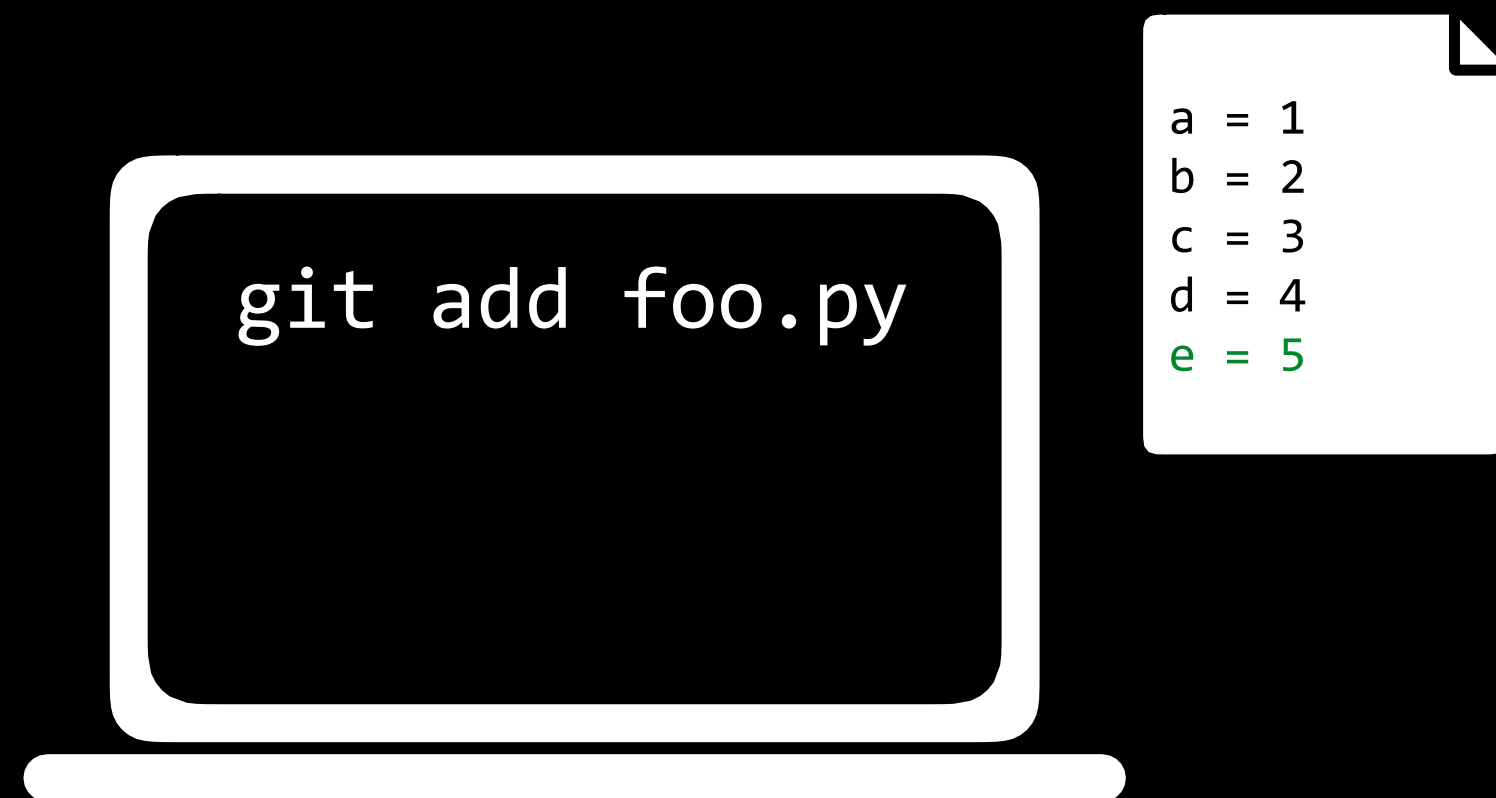 git add foo.py
a = 1
b = 2
c = 3
d = 4
e = 5